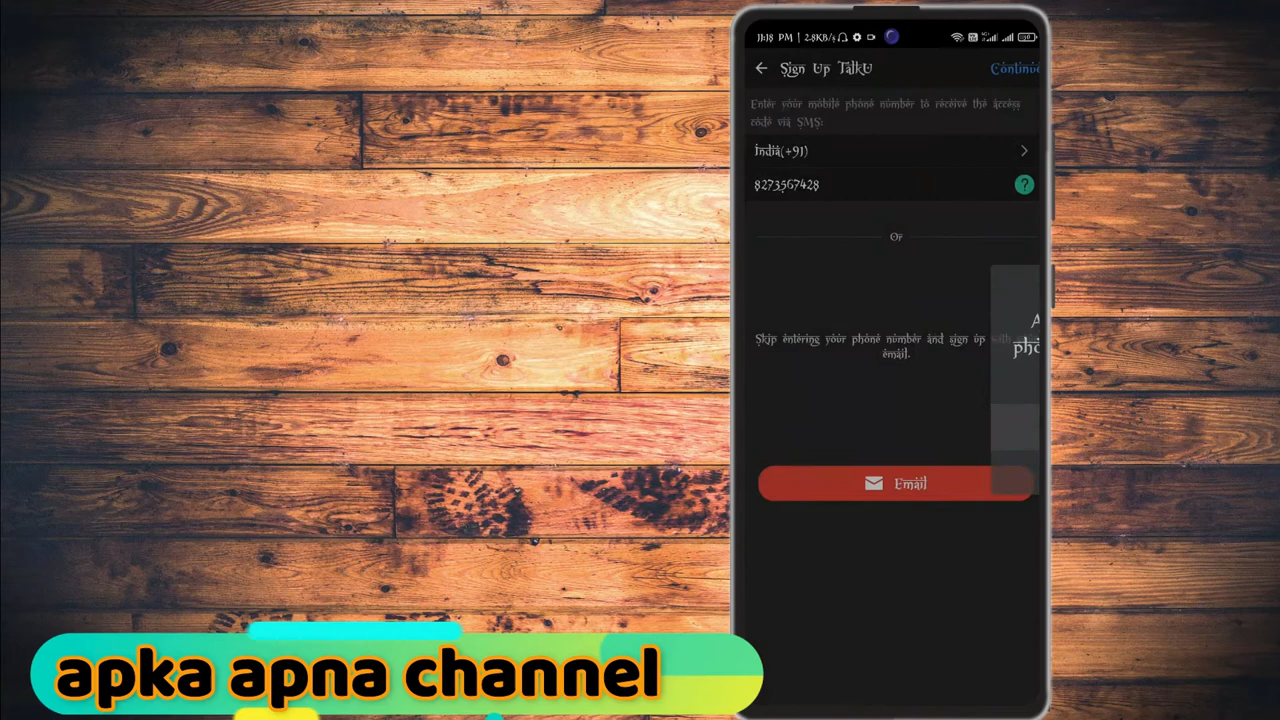 11:18 PM | 2.8KB/s
Sign Up TalkU
Continue
Enter your mobile phone number to receive the access
code via SMS:
India(+91)
8273567428
?
Or
Skip entering your phone number and sign up with
email.
Email
apka apna channel